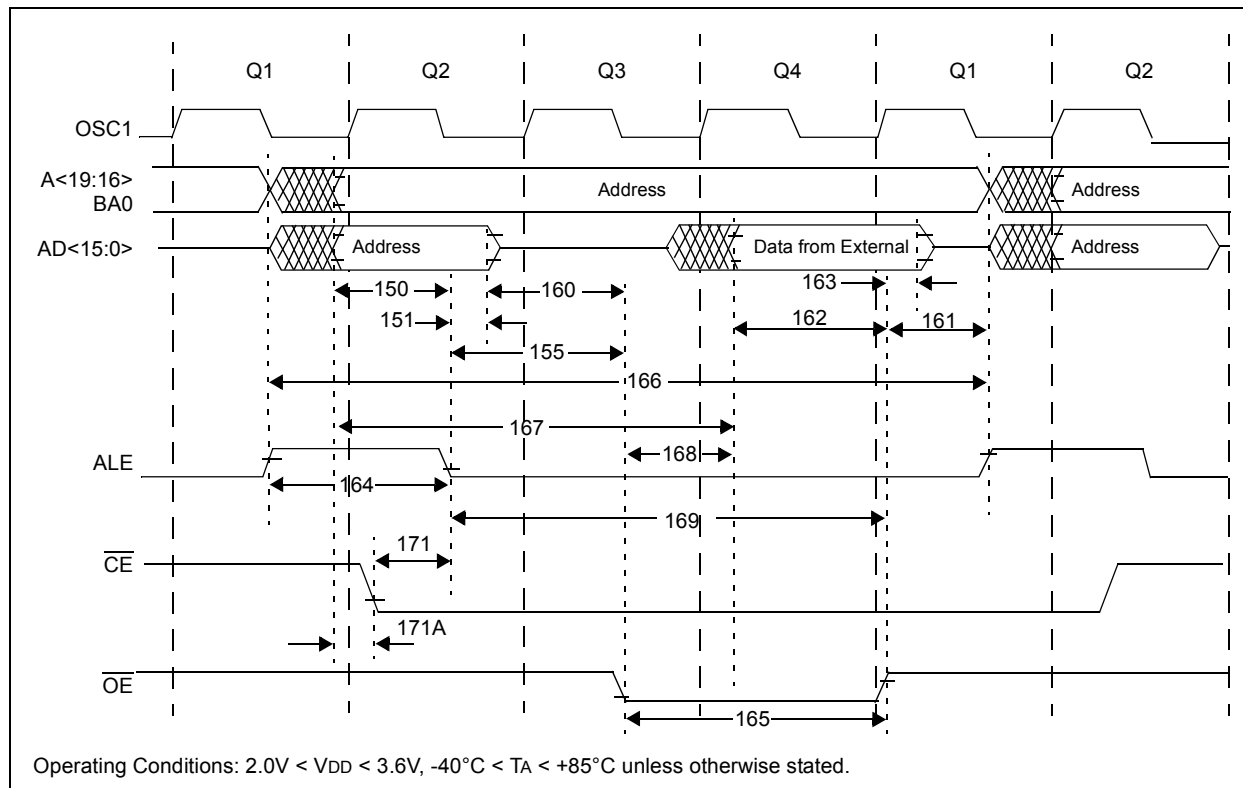 Q1 Q2 Q3 Q4 Q1 Q2
OSC1
A<19:16>
BA0
Address Address
AD<15:0>
Address Data from External Address
150 160 163
151 162 161
155
166
167
ALE
168
164
169
CE
171
171A
OE
165
Operating Conditions: 2.0V < VDD < 3.6V, -40°C < TA < +85°C unless otherwise stated.